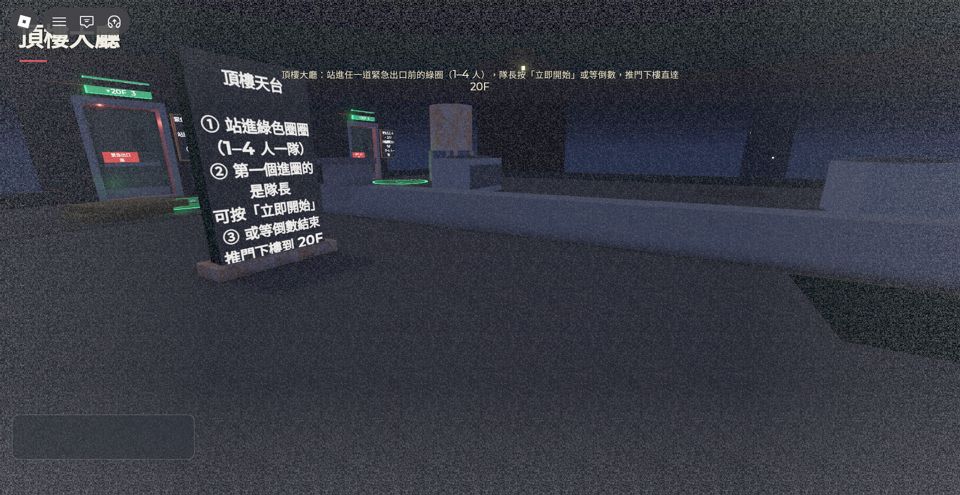 頂樓大廳
頂樓大廳：站進任一道緊急出口前的綠圈（1–4 人），隊長按「立即開始」或等倒數，推門下樓直達
20F
頂樓天台
① 站進綠色圈圈
（1–4 人一隊）
② 第一個進圈的
是隊長
可按「立即開始」
③ 或等倒數結束
推門下樓到 20F
緊急出口